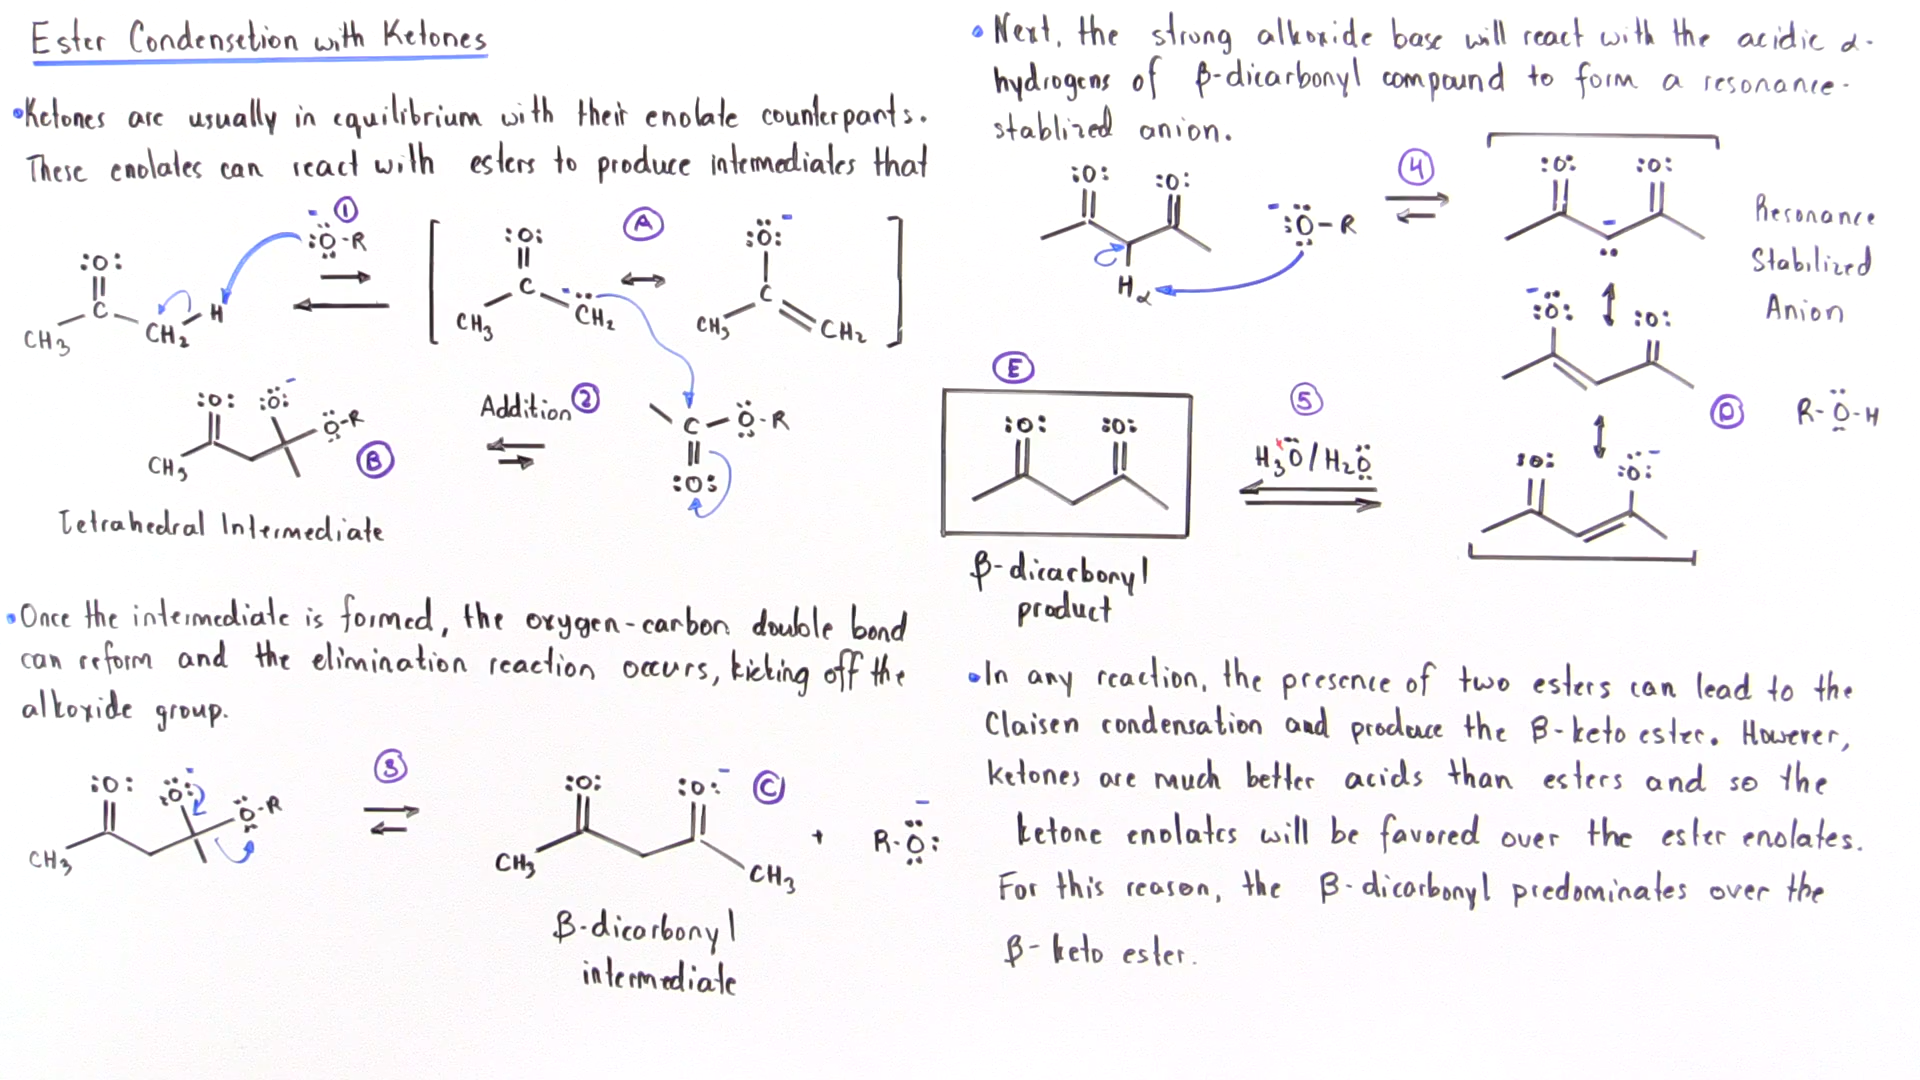 Ester Condensation with Ketones
•Ketones are usually in equilibrium with their enolate counterparts.
These enolates can react with esters to produce intermediates that
:O:
C
CH3
CH2
H
- 1
:Ö-R
:O:
C
CH3
- CH2
A
:Ö: -
C
CH3
CH2
:O: :Ö: -
Ö-R
CH3
B
Tetrahedral Intermediate
Addition 2
C
Ö-R
:O:
•Once the intermediate is formed, the oxygen-carbon double bond
can reform and the elimination reaction occurs, kicking off the
alkoxide group.
:O: :Ö: -
Ö-R
CH3
3
:O: :O: -
C
CH3
CH3
+
R-Ö: -
β-dicarbonyl
intermediate
• Next, the strong alkoxide base will react with the acidic α-
hydrogens of β-dicarbonyl compound to form a resonance-
stablized anion.
:O: :O:
Hα
- :Ö-R
4
:O: :O:
-
- :Ö: :O:
:O: :Ö: -
Resonance
Stabilized
Anion
D
R-Ö-H
5
H3Ö/H2Ö
E
:O: :O:
β-dicarbonyl
product
•In any reaction, the presence of two esters can lead to the
Claisen condensation and produce the β-keto ester. However,
ketones are much better acids than esters and so the
ketone enolates will be favored over the ester enolates.
For this reason, the β-dicarbonyl predominates over the
β-keto ester.